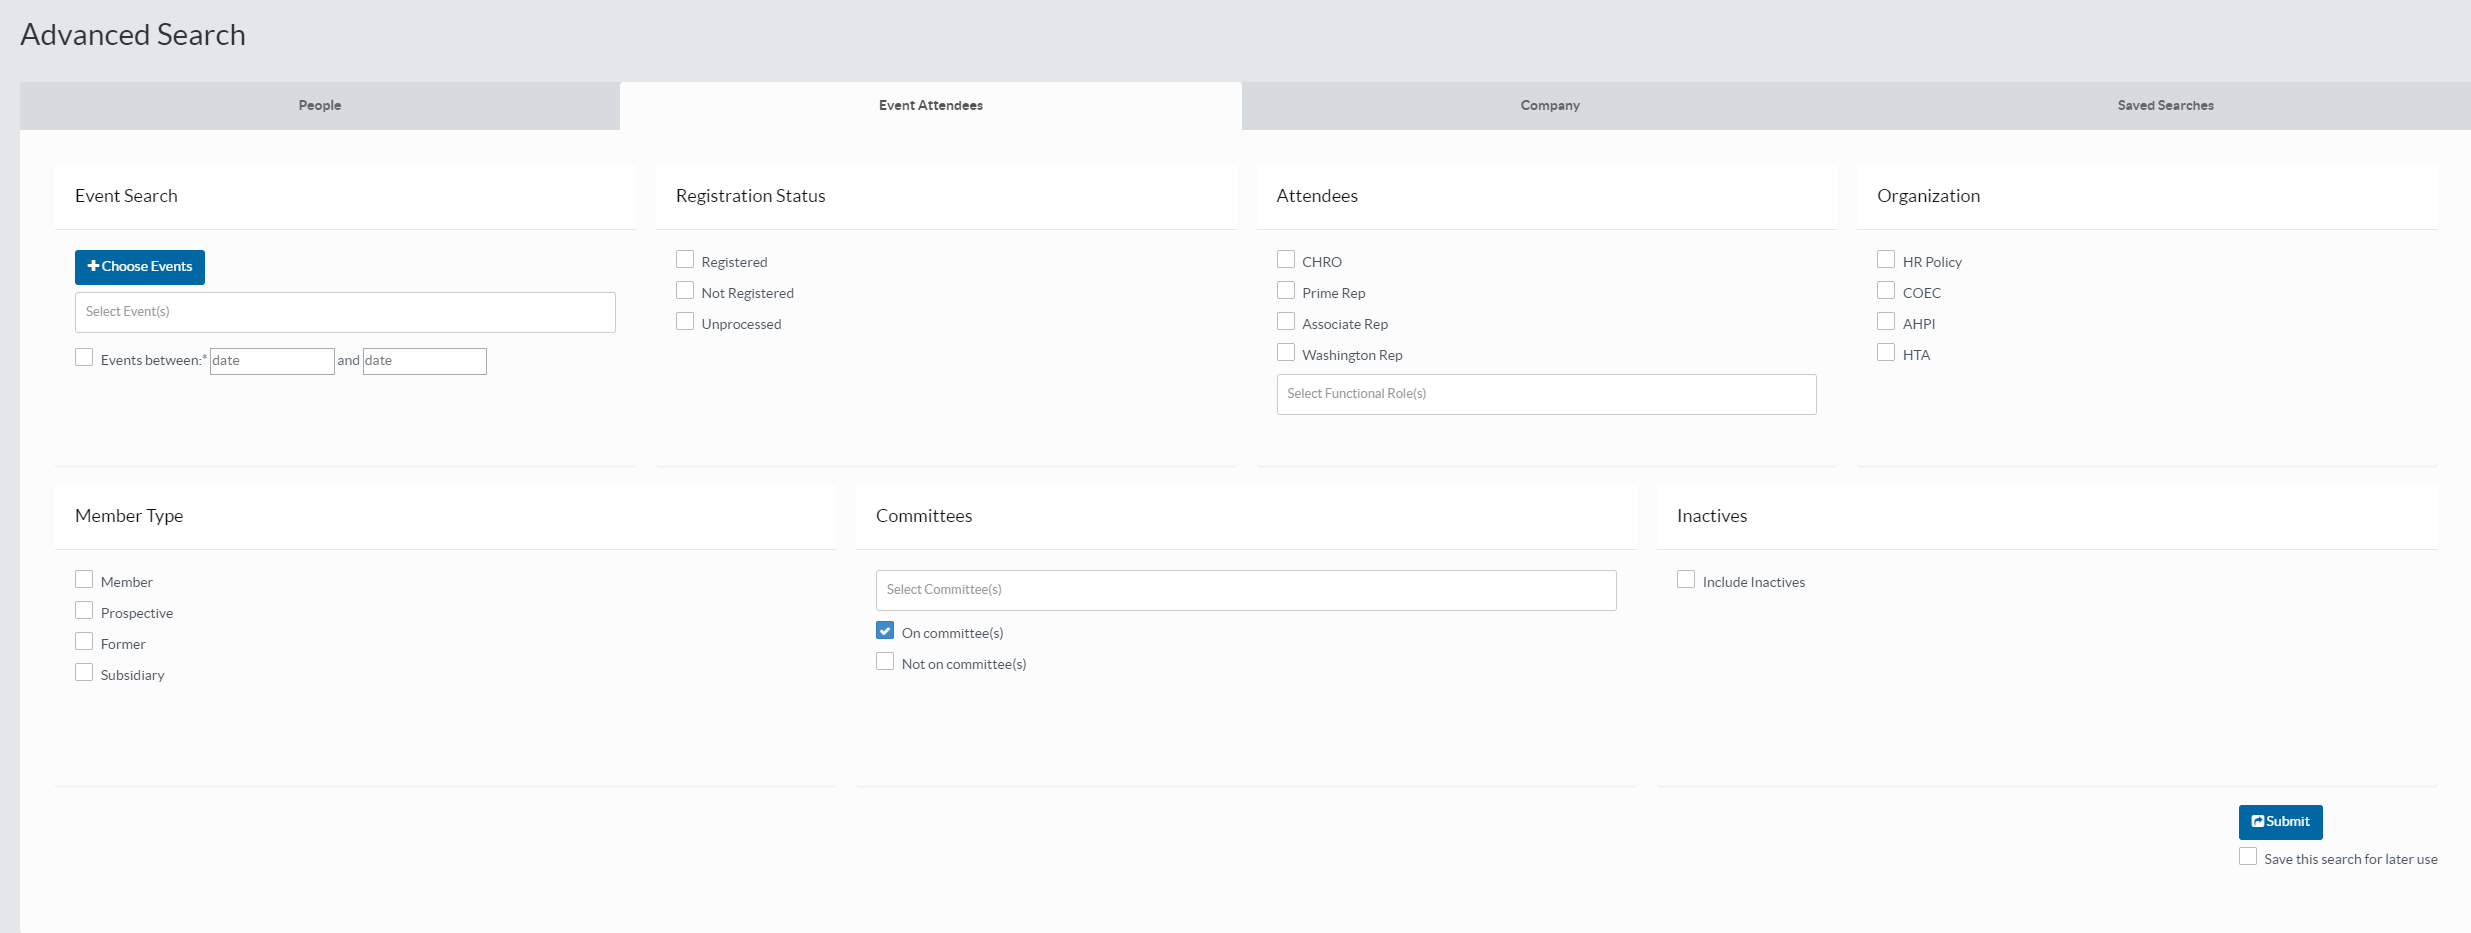 Advanced Search
People
Event Attendees
Company
Saved Searches
Event Search
Choose Events
Select Event(s)
Events between:* date and date
Registration Status
Registered
Not Registered
Unprocessed
Attendees
CHRO
Prime Rep
Associate Rep
Washington Rep
Select Functional Role(s)
Organization
HR Policy
COEC
AHPI
HTA
Member Type
Member
Prospective
Former
Subsidiary
Committees
Select Committee(s)
On committee(s)
Not on committee(s)
Inactives
Include Inactives
Submit
Save this search for later use